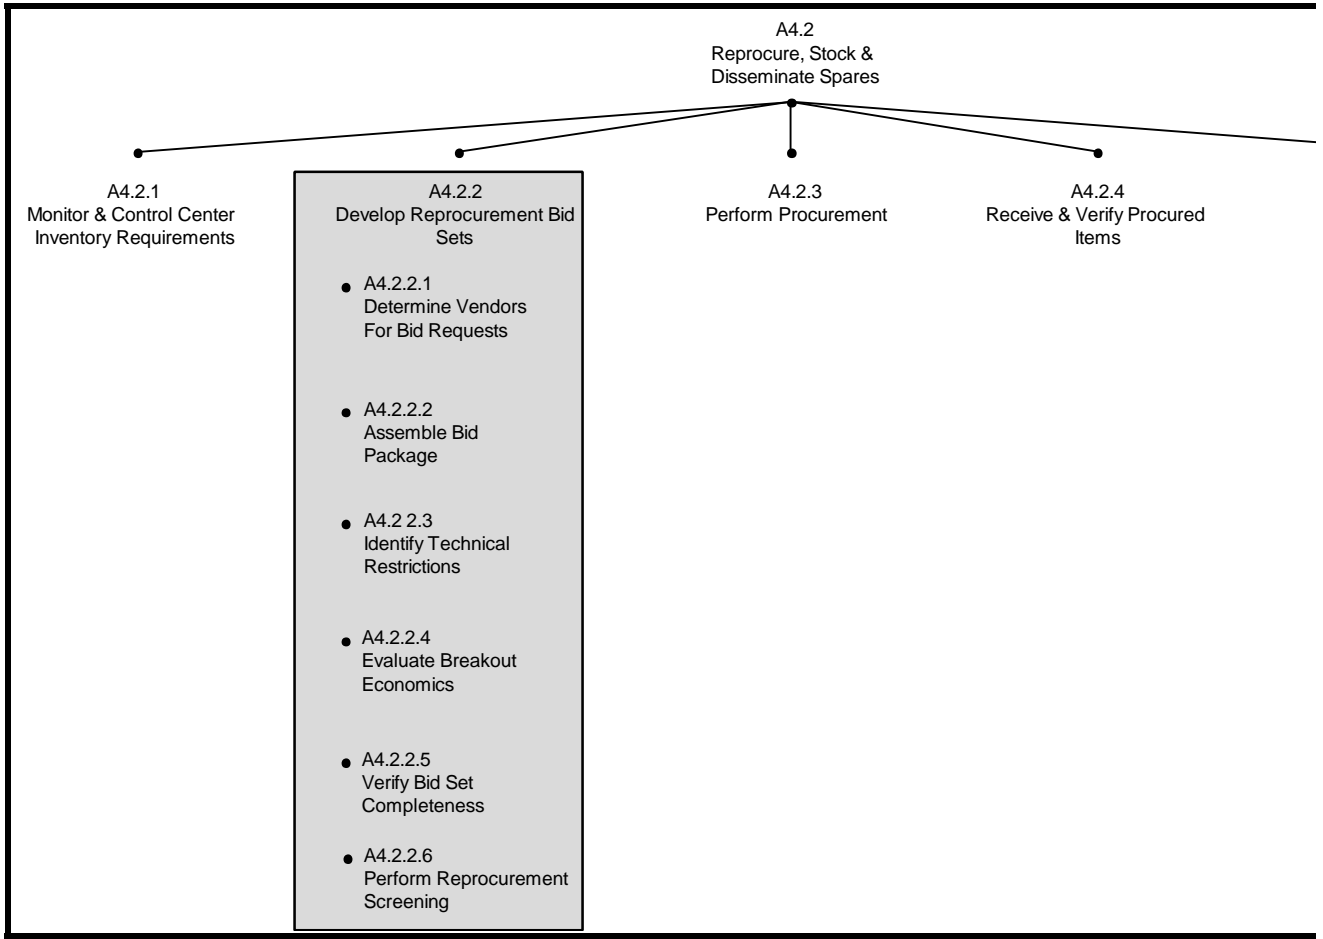 A4.2
Reprocure, Stock &
Disseminate Spares
A4.2.1
Monitor & Control Center
Inventory Requirements
A4.2.2
Develop Reprocurement Bid
Sets
A4.2.2.1
Determine Vendors
For Bid Requests
A4.2.2.2
Assemble Bid
Package
A4.2 2.3
Identify Technical
Restrictions
A4.2.2.4
Evaluate Breakout
Economics
A4.2.2.5
Verify Bid Set
Completeness
A4.2.2.6
Perform Reprocurement
Screening
A4.2.3
Perform Procurement
A4.2.4
Receive & Verify Procured
Items